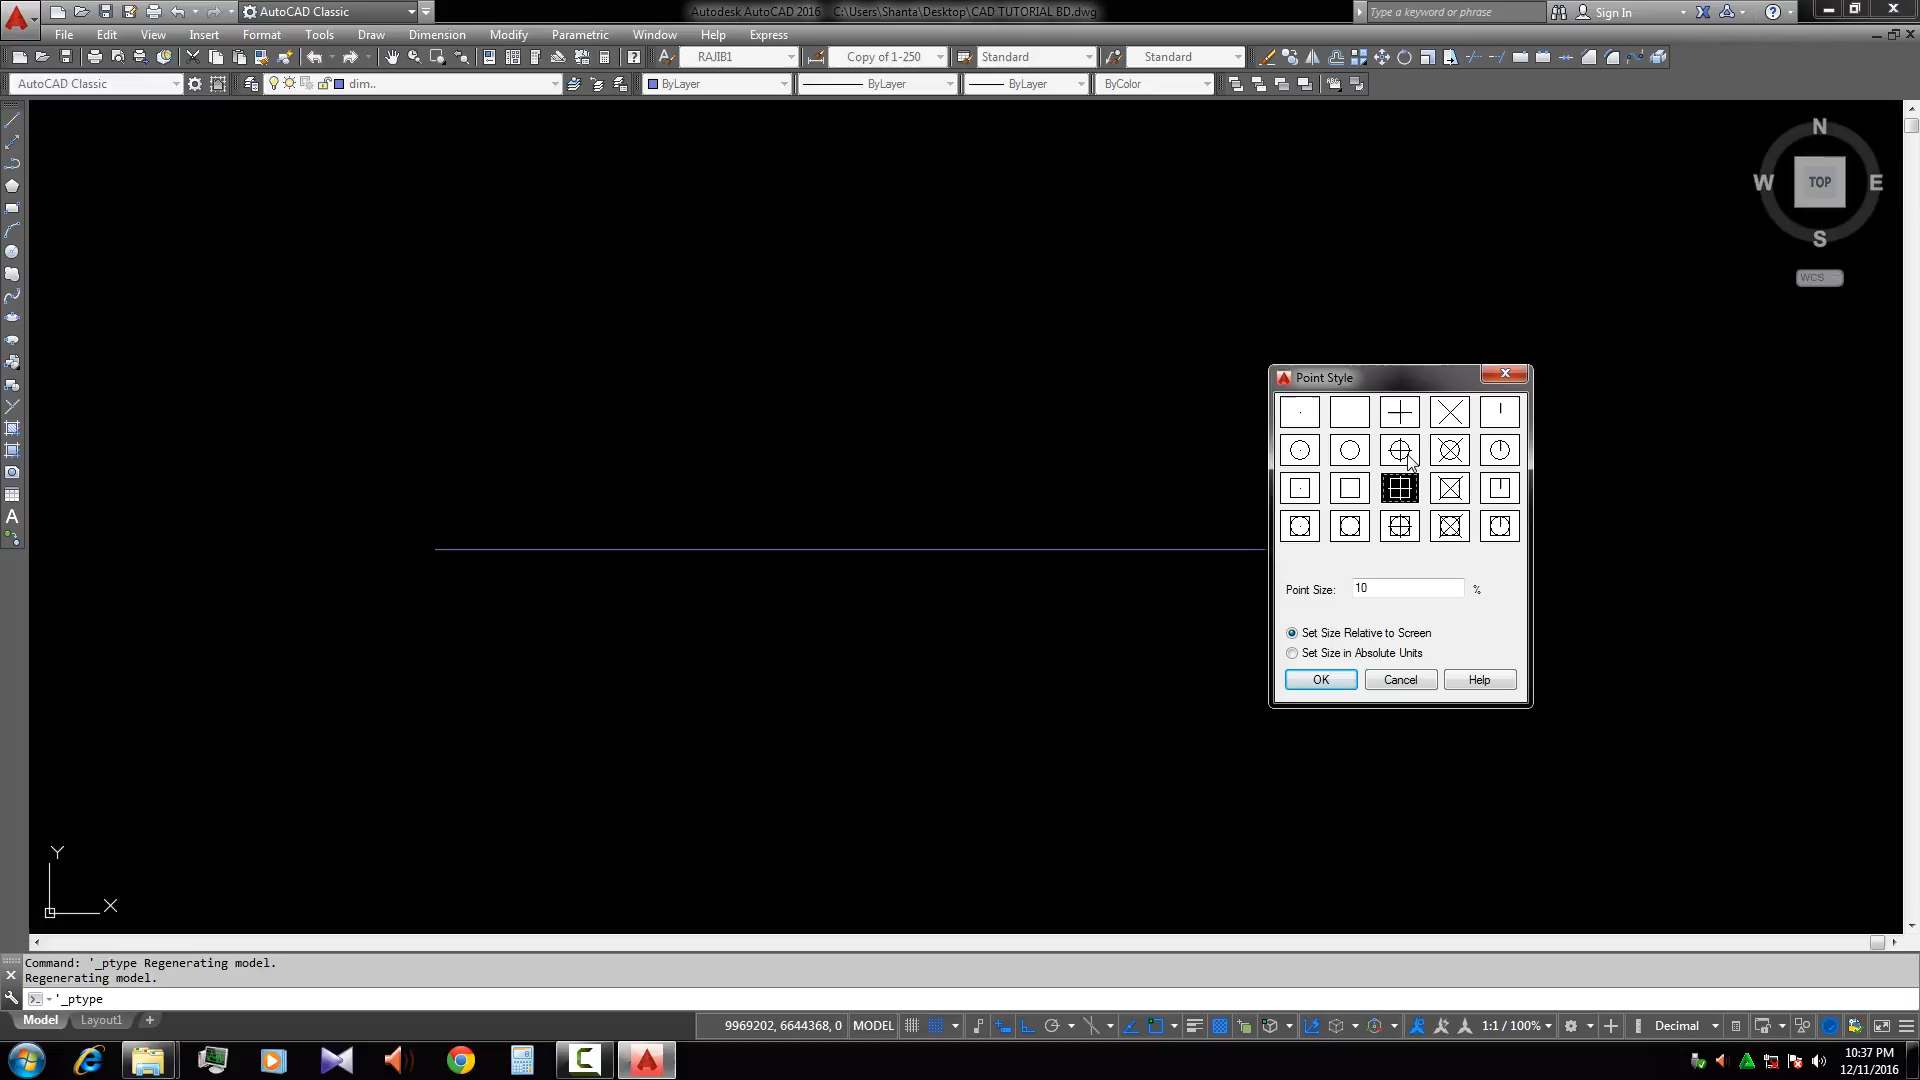 AutoCAD Classic
Autodesk AutoCAD 2016 C:\Users\Shanta\Desktop\CAD TUTORIAL BD.dwg
Type a keyword or phrase
Sign In
File Edit View Insert Format Tools Draw Dimension Modify Parametric Window Help Express
RAJIB1 Copy of 1-250 Standard Standard
AutoCAD Classic dim.. ByLayer ByLayer ByLayer ByColor
N
W TOP E
S
WCS
Point Style
Point Size: 10 %
Set Size Relative to Screen
Set Size in Absolute Units
OK Cancel Help
Y
X
Command: '_ptype Regenerating model.
Regenerating model.
'_ptype
Model Layout1 +
9969202, 6644368, 0 MODEL 1:1 / 100% Decimal
10:37 PM
12/11/2016